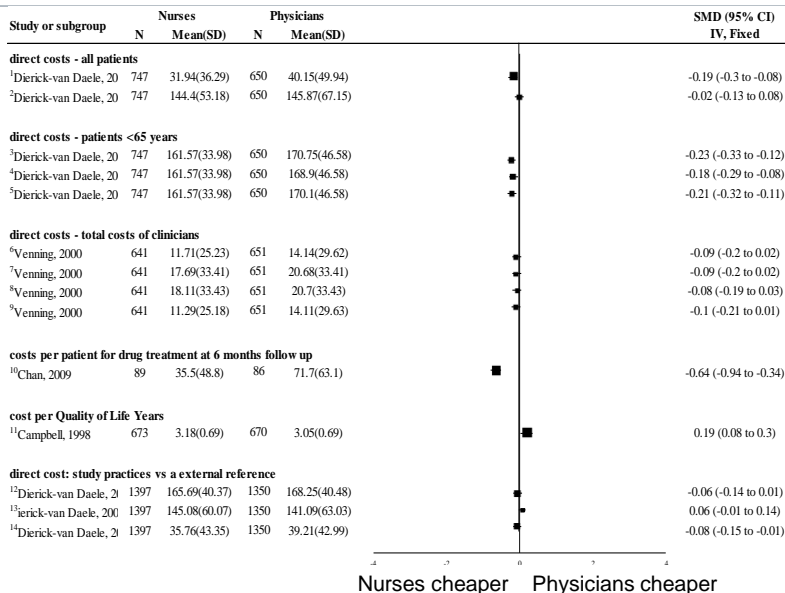 Study or subgroup Nurses Physicians SMD (95% CI)
N Mean(SD) N Mean(SD) IV, Fixed
direct costs - all patients
1Dierick-van Daele, 20 747 31.94(36.29) 650 40.15(49.94) -0.19 (-0.3 to -0.08)
2Dierick-van Daele, 20 747 144.4(53.18) 650 145.87(67.15) -0.02 (-0.13 to 0.08)
direct costs - patients <65 years
3Dierick-van Daele, 20 747 161.57(33.98) 650 170.75(46.58) -0.23 (-0.33 to -0.12)
4Dierick-van Daele, 20 747 161.57(33.98) 650 168.9(46.58) -0.18 (-0.29 to -0.08)
5Dierick-van Daele, 20 747 161.57(33.98) 650 170.1(46.58) -0.21 (-0.32 to -0.11)
direct costs - total costs of clinicians
6Venning, 2000 641 11.71(25.23) 651 14.14(29.62) -0.09 (-0.2 to 0.02)
7Venning, 2000 641 17.69(33.41) 651 20.68(33.41) -0.09 (-0.2 to 0.02)
8Venning, 2000 641 18.11(33.43) 651 20.7(33.43) -0.08 (-0.19 to 0.03)
9Venning, 2000 641 11.29(25.18) 651 14.11(29.63) -0.1 (-0.21 to 0.01)
costs per patient for drug treatment at 6 months follow up
10Chan, 2009 89 35.5(48.8) 86 71.7(63.1) -0.64 (-0.94 to -0.34)
cost per Quality of Life Years
11Campbell, 1998 673 3.18(0.69) 670 3.05(0.69) 0.19 (0.08 to 0.3)
direct cost: study practices vs a external reference
12Dierick-van Daele, 2 1397 165.69(40.37) 1350 168.25(40.48) -0.06 (-0.14 to 0.01)
13ierick-van Daele, 200 1397 145.08(60.07) 1350 141.09(63.03) 0.06 (-0.01 to 0.14)
14Dierick-van Daele, 2 1397 35.76(43.35) 1350 39.21(42.99) -0.08 (-0.15 to -0.01)
-4 -2 0 2 4
Nurses cheaper Physicians cheaper